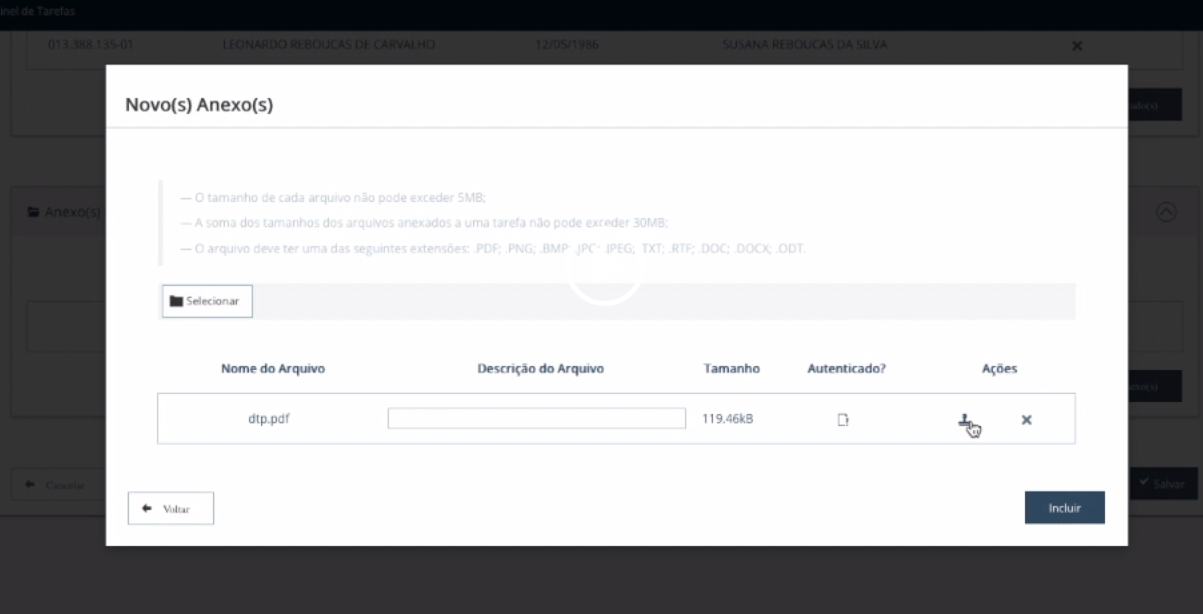 inel de Tarefas
013.388.135-01 LEONARDO REBOUCAS DE CARVALHO 12/05/1986 SUSANA REBOUCAS DA SILVA
Novo(s) Anexo(s)
— O tamanho de cada arquivo não pode exceder 5MB;
— A soma dos tamanhos dos arquivos anexados a uma tarefa não pode exceder 30MB;
— O arquivo deve ter uma das seguintes extensões: .PDF; .PNG; .BMP; .JPG; .JPEG; .TXT; .RTF; .DOC; .DOCX; .ODT.
Anexo(s)
Selecionar
Nome do Arquivo Descrição do Arquivo Tamanho Autenticado? Ações
dtp.pdf 119.46kB
Cancelar
Salvar
Voltar
Incluir